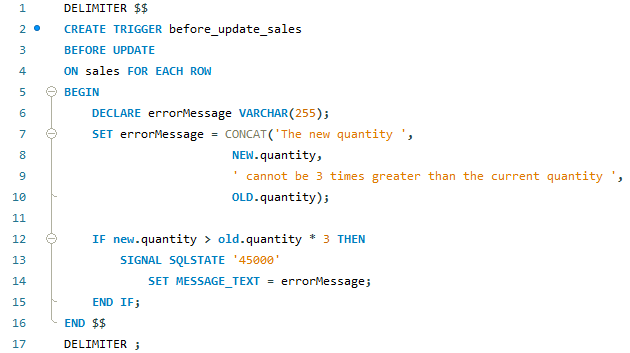 1 DELIMITER $$
2 CREATE TRIGGER before_update_sales
3 BEFORE UPDATE
4 ON sales FOR EACH ROW
5 BEGIN
6 DECLARE errorMessage VARCHAR(255);
7 SET errorMessage = CONCAT('The new quantity ',
8 NEW.quantity,
9 ' cannot be 3 times greater than the current quantity ',
10 OLD.quantity);
11
12 IF new.quantity > old.quantity * 3 THEN
13 SIGNAL SQLSTATE '45000'
14 SET MESSAGE_TEXT = errorMessage;
15 END IF;
16 END $$
17 DELIMITER ;